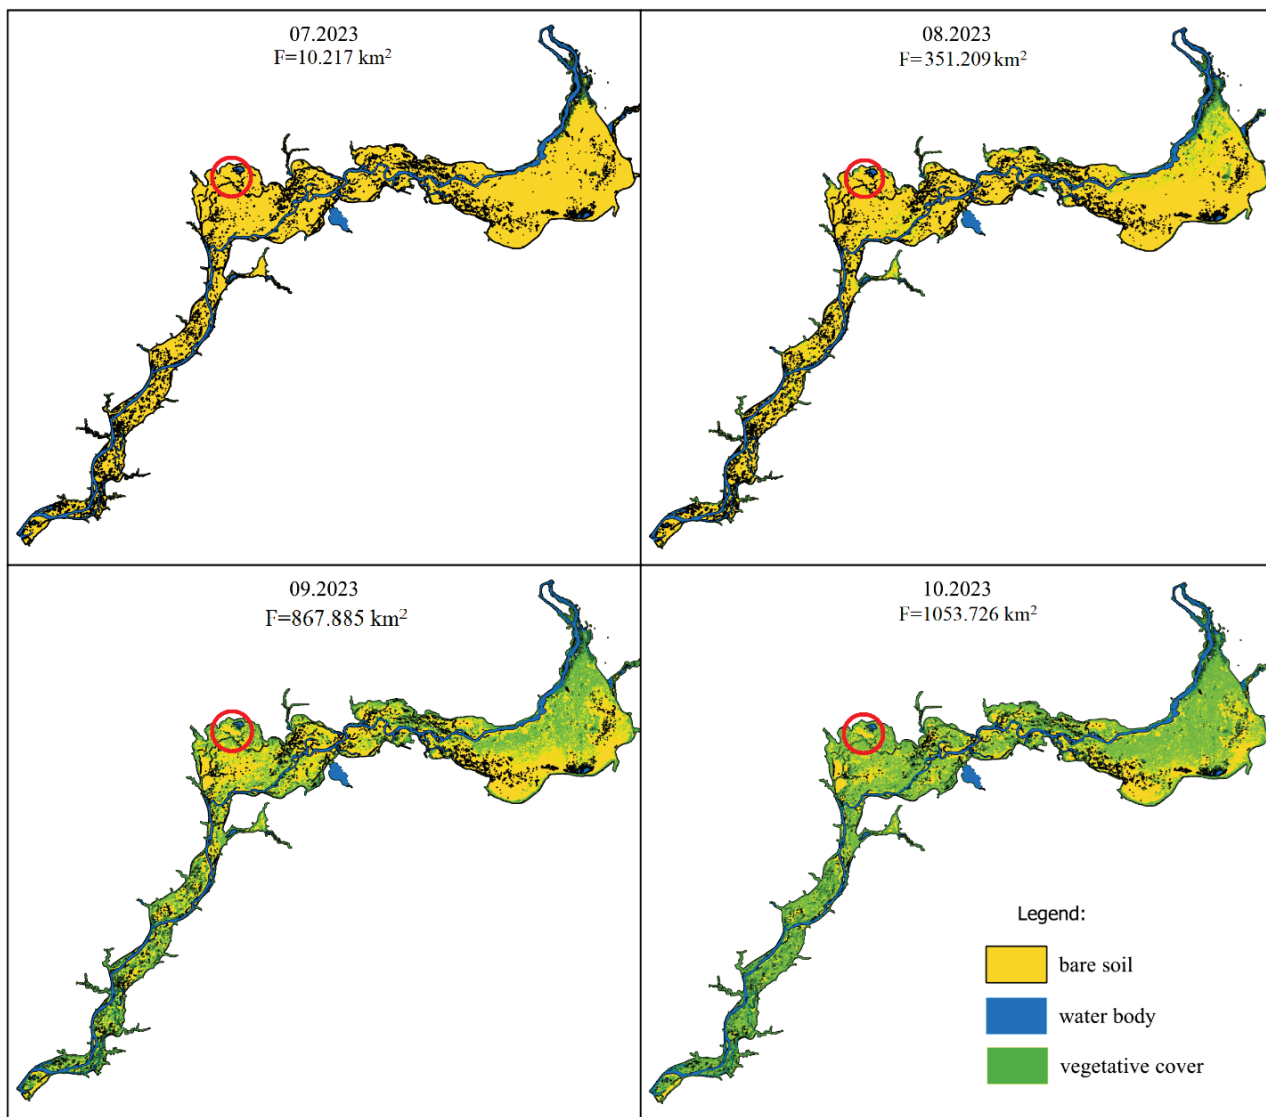 07.2023
F=10.217 km²
08.2023
F=351.209 km²
09.2023
F=867.885 km²
10.2023
F=1053.726 km²
Legend:
bare soil
water body
vegetative cover